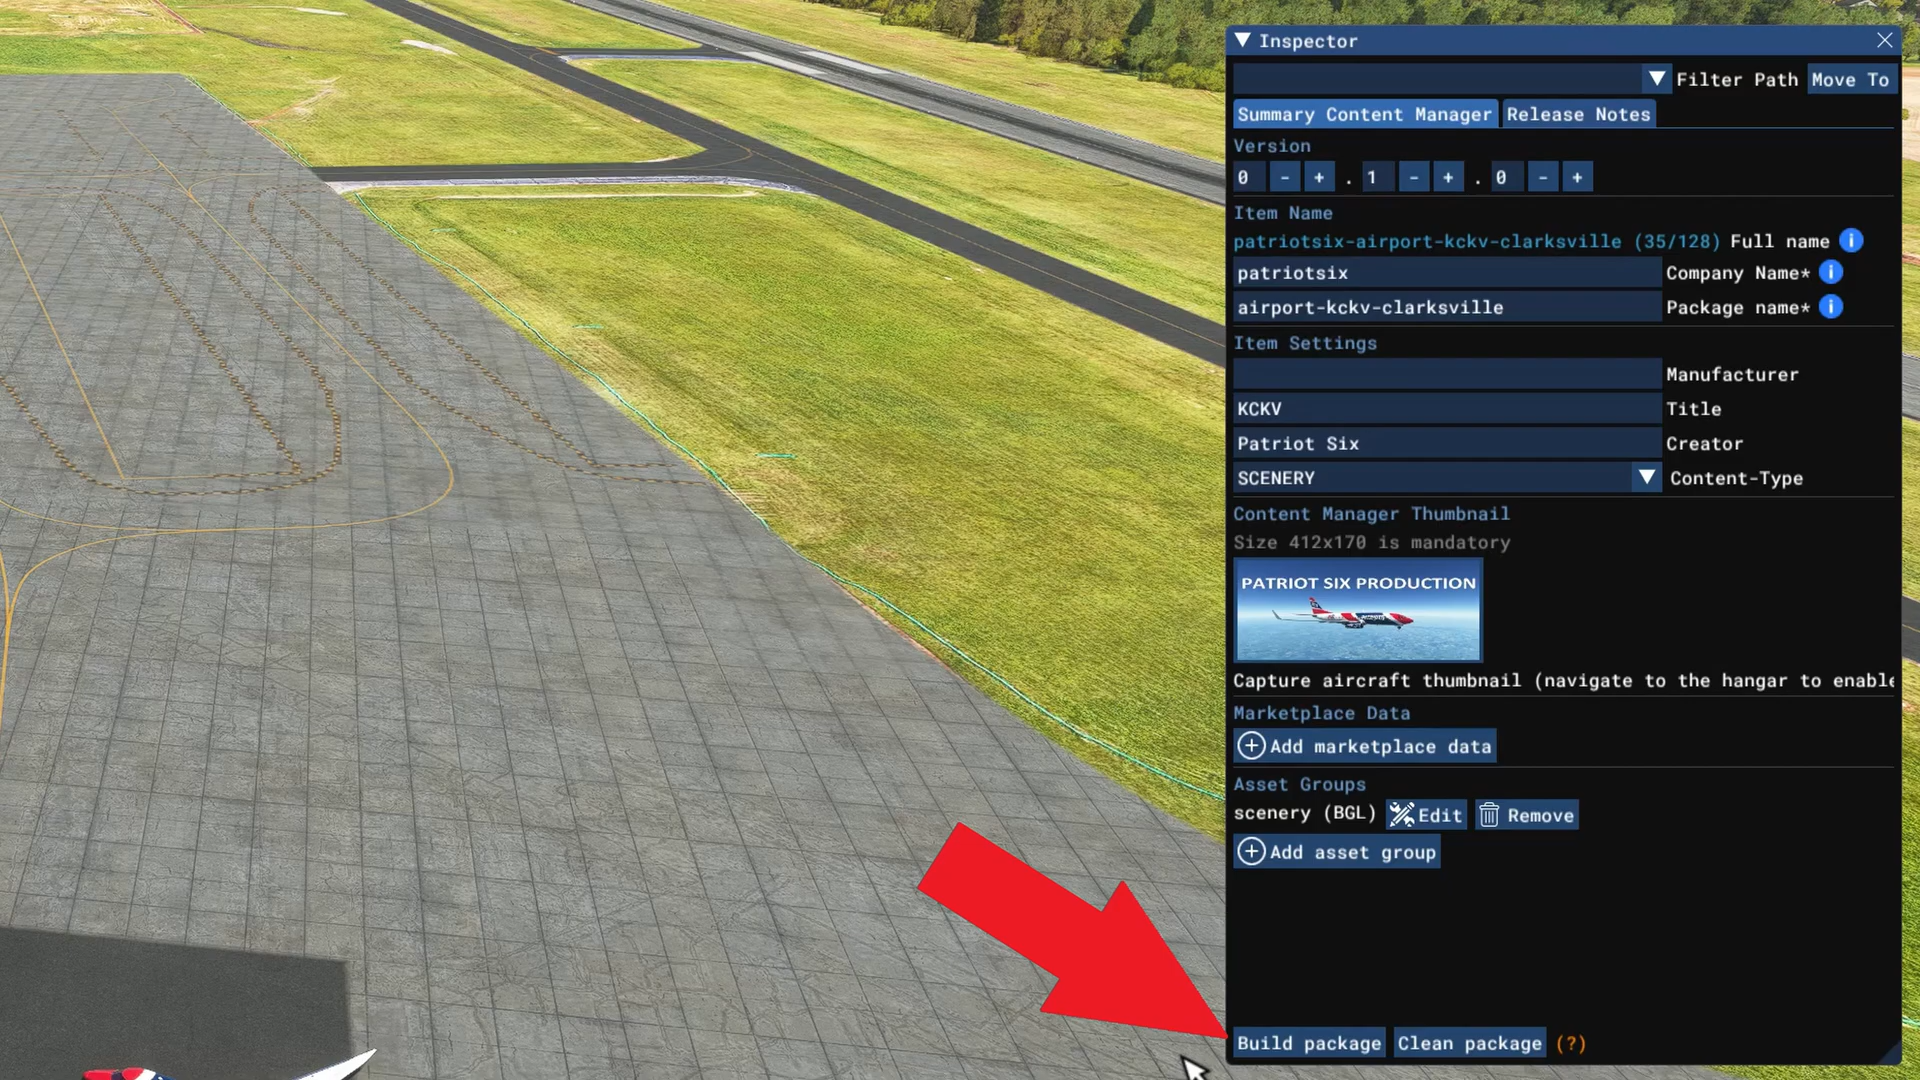 Inspector
Filter Path Move To
Summary Content Manager Release Notes
Version
0 - + . 1 - + . 0 - +
Item Name
patriotsix-airport-kckv-clarksville (35/128) Full name i
patriotsix Company Name* i
airport-kckv-clarksville Package name* i
Item Settings
Manufacturer
KCKV Title
Patriot Six Creator
SCENERY Content-Type
Content Manager Thumbnail
Size 412x170 is mandatory
PATRIOT SIX PRODUCTION
Capture aircraft thumbnail (navigate to the hangar to enable
Marketplace Data
Add marketplace data
Asset Groups
scenery (BGL) Edit Remove
Add asset group
Build package Clean package (?)